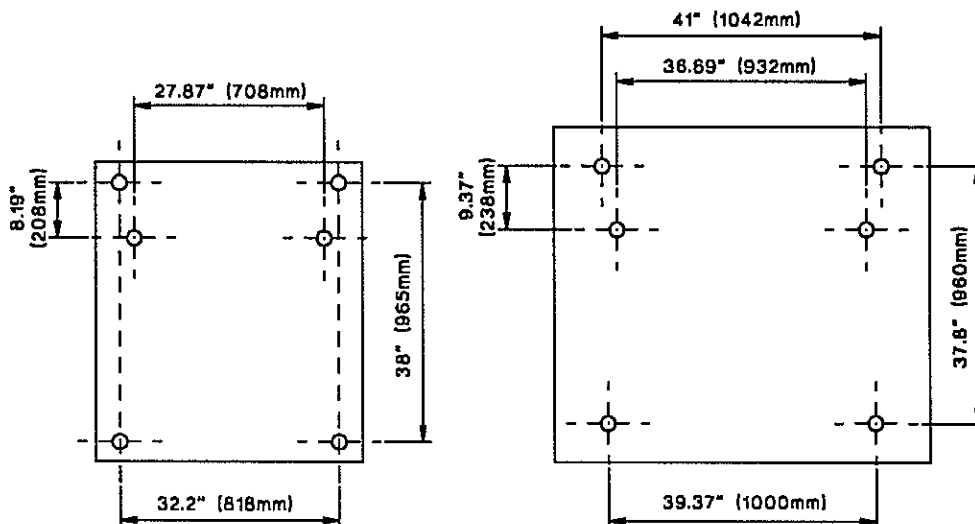 41" (1042mm)
36.69" (932mm)
27.87" (708mm)
8.19"
(208mm)
9.37"
(238mm)
38" (965mm)
37.8" (960mm)
32.2" (818mm)
39.37" (1000mm)